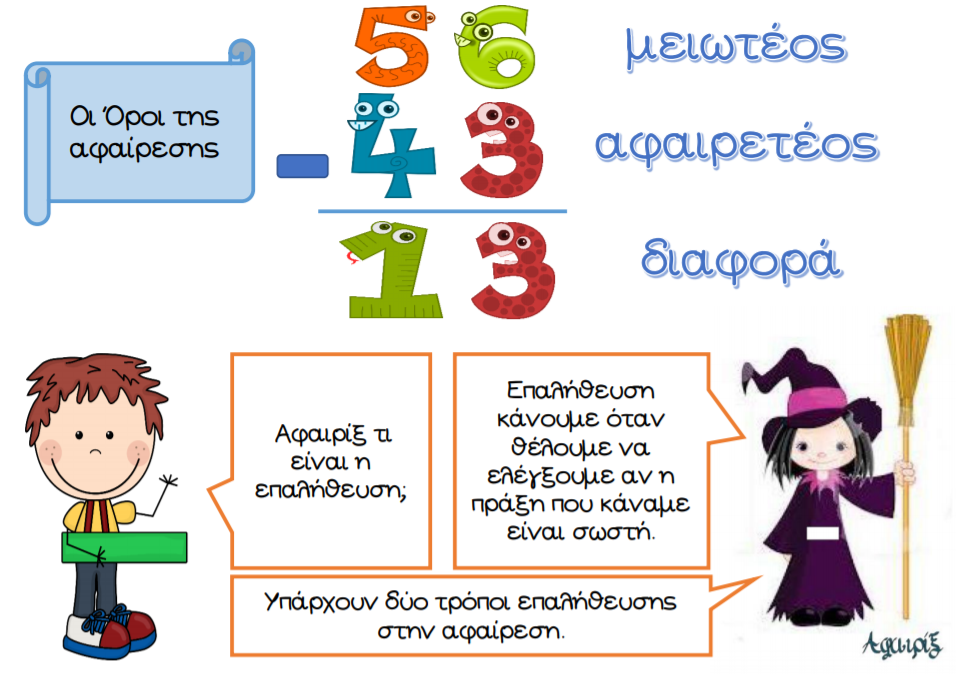 Οι Όροι της
αφαίρεσης
56
μειωτέος
- 43
αφαιρετέος
13
διαφορά
Αφαιρίξ τι
είναι η
επαλήθευση;
Επαλήθευση
κάνουμε όταν
θέλουμε να
ελέγξουμε αν η
πράξη που κάναμε
είναι σωστή.
Υπάρχουν δύο τρόποι επαλήθευσης
στην αφαίρεση.
Αφαιρίξ